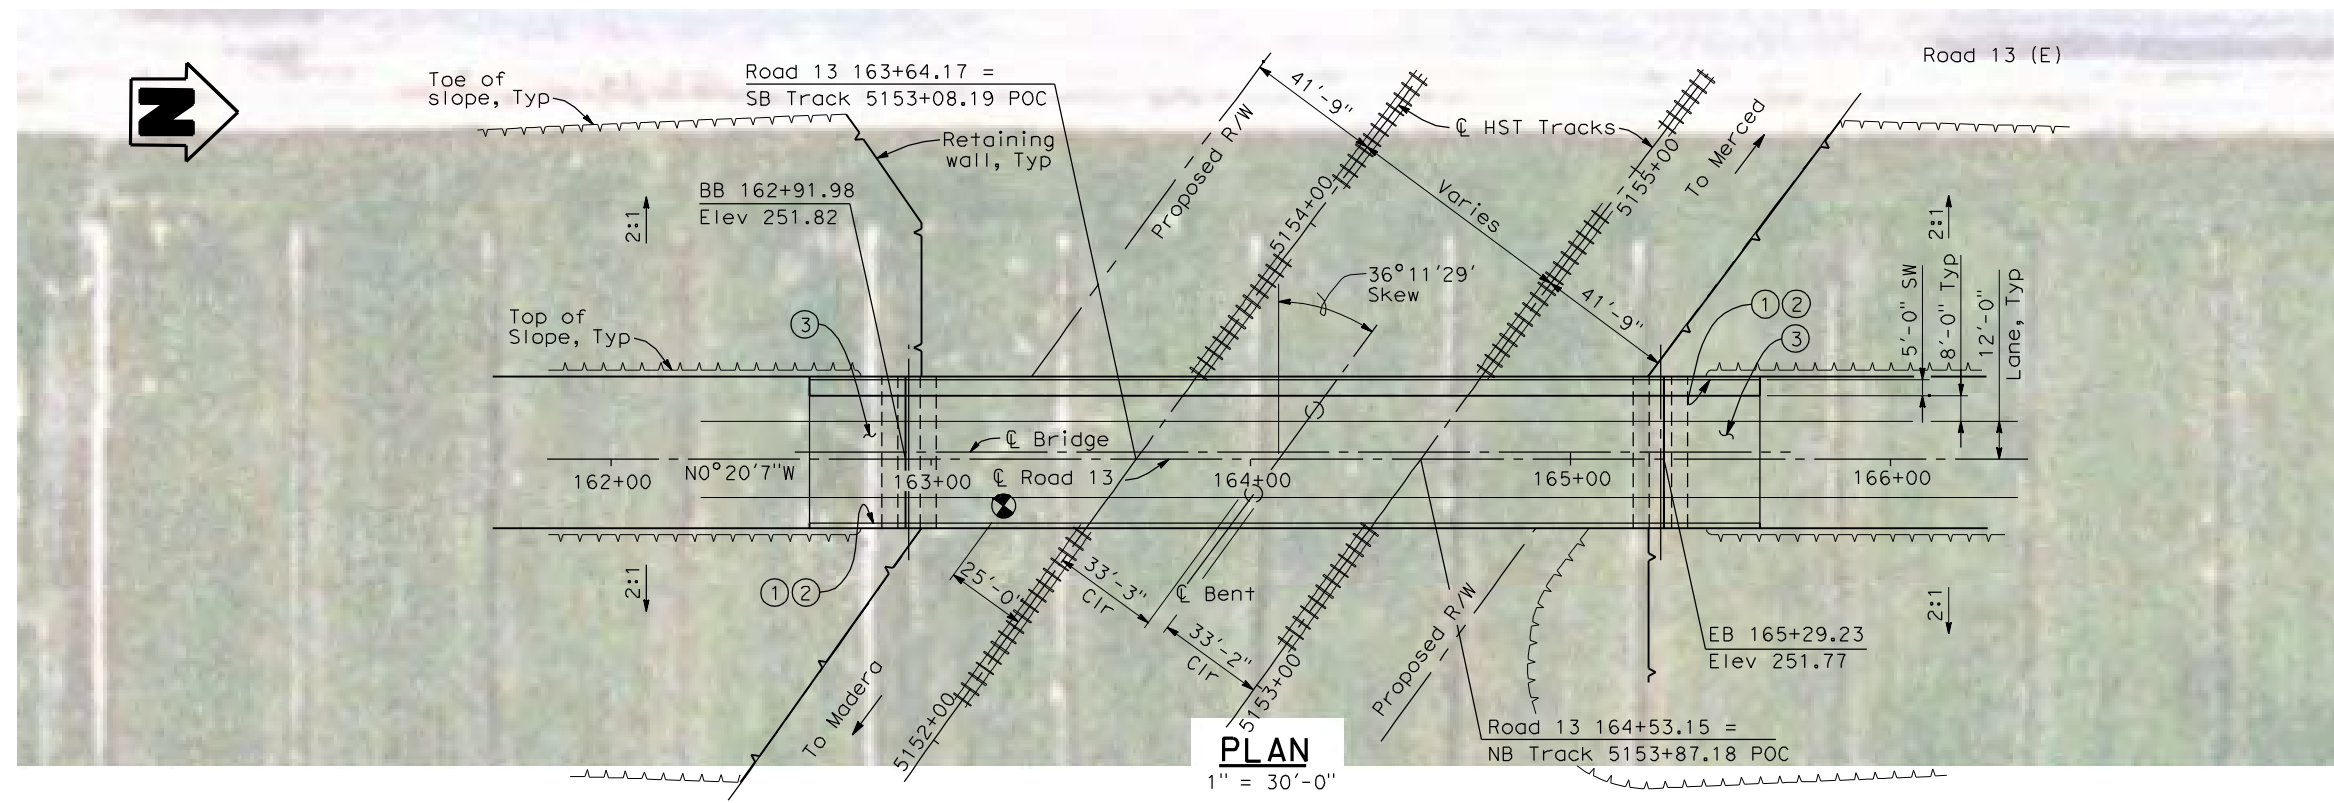 Road 13 (E)
N
Toe of
slope, Typ
Road 13 163+64.17 =
SB Track 5153+08.19 POC
Retaining
wall, Typ
BB 162+91.98
Elev 251.82
2:1
Proposed R/W
41'-9"
℄ HST Tracks
5154+00
Varies
5155+00
To Merced
2:1
36°11'29'
Skew
41'-9"
1 2
3
5'-0" SW
8'-0" Typ
12'-0"
Lane, Typ
Top of
Slope, Typ
3
℄ Bridge
N0°20'7"W
℄ Road 13
162+00
163+00
164+00
165+00
166+00
1 2
2:1
25'-0"
33'-3"
Clr
℄ Bent
33'-2"
Clr
Proposed R/W
2:1
EB 165+29.23
Elev 251.77
To Madera
5152+00
5153+00
Road 13 164+53.15 =
NB Track 5153+87.18 POC
PLAN
1" = 30'-0"